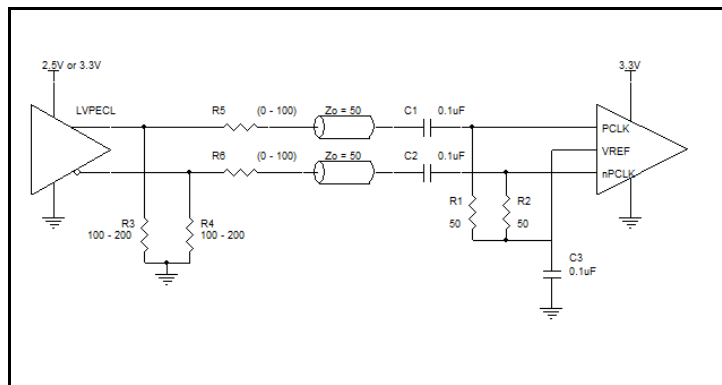 2.5V or 3.3V
3.3V
LVPECL
R5
(0 - 100)
Zo = 50
C1
0.1uF
PCLK
R6
(0 - 100)
Zo = 50
C2
0.1uF
VREF
nPCLK
R3
100 - 200
R4
100 - 200
R1
50
R2
50
C3
0.1uF